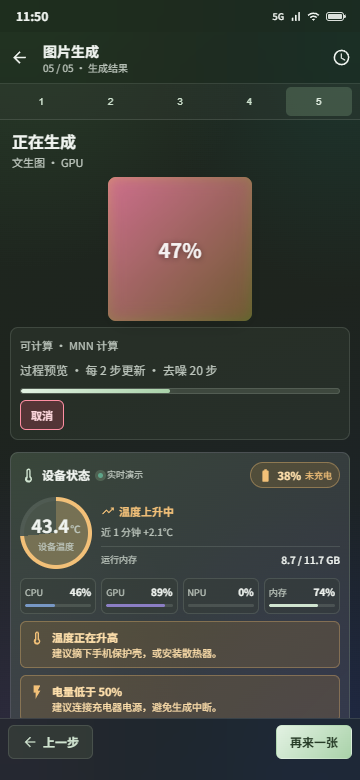 11:50
5G
图片生成
05 / 05 • 生成结果
1 2 3 4 5
正在生成
文生图 • GPU
47%
可计算 • MNN 计算
过程预览 • 每 2 步更新 • 去噪 20 步
取消
设备状态 实时演示
38% 未充电
43.4°C
设备温度
温度上升中
近 1 分钟 +2.1°C
运行内存 8.7 / 11.7 GB
CPU 46% GPU 89% NPU 0% 内存 74%
温度正在升高
建议摘下手机保护壳，或安装散热器。
电量低于 50%
建议连接充电器电源，避免生成中断。
上一步
再来一张